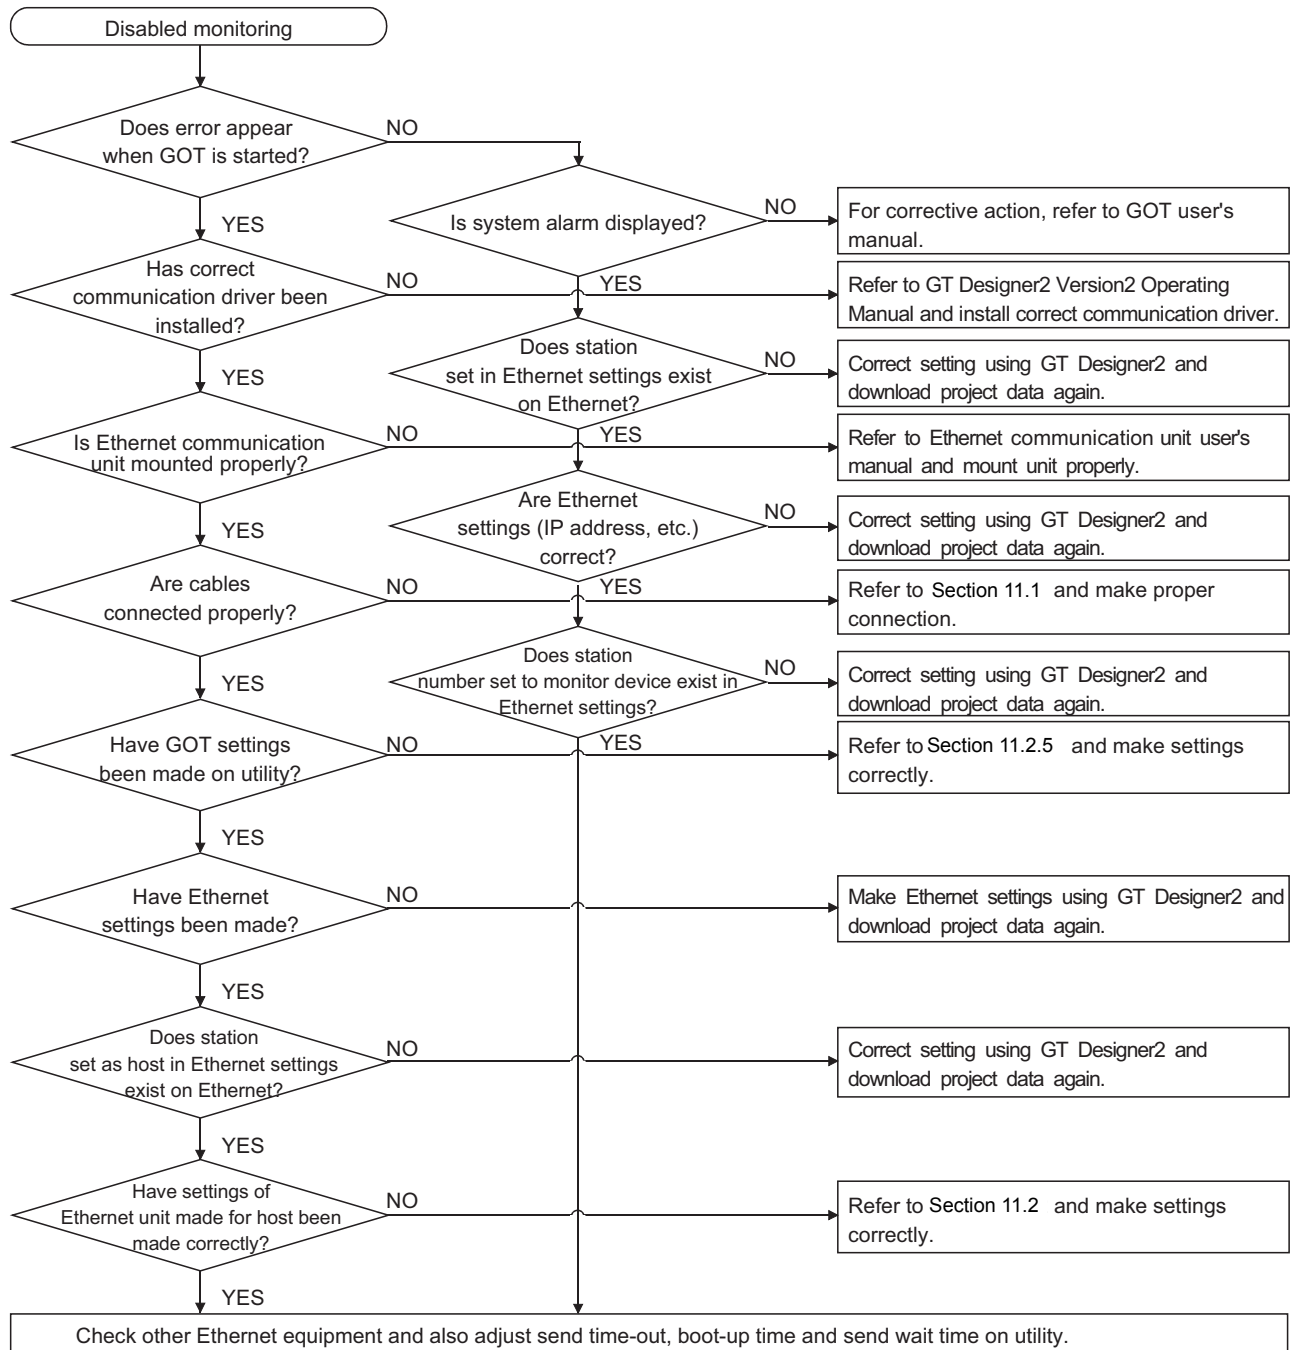 Disabled monitoring
Does error appear
when GOT is started?
NO
YES
Is system alarm displayed?
NO
YES
For corrective action, refer to GOT user's
manual.
Has correct
communication driver been
installed?
NO
YES
Refer to GT Designer2 Version2 Operating
Manual and install correct communication driver.
Does station
set in Ethernet settings exist
on Ethernet?
NO
YES
Correct setting using GT Designer2 and
download project data again.
Is Ethernet communication
unit mounted properly?
NO
YES
Refer to Ethernet communication unit user's
manual and mount unit properly.
Are Ethernet
settings (IP address, etc.)
correct?
NO
YES
Correct setting using GT Designer2 and
download project data again.
Are cables
connected properly?
NO
YES
Refer to Section 11.1 and make proper
connection.
Does station
number set to monitor device exist in
Ethernet settings?
NO
YES
Correct setting using GT Designer2 and
download project data again.
Have GOT settings
been made on utility?
NO
YES
Refer to Section 11.2.5 and make settings
correctly.
Have Ethernet
settings been made?
NO
YES
Make Ethernet settings using GT Designer2 and
download project data again.
Does station
set as host in Ethernet settings
exist on Ethernet?
NO
YES
Correct setting using GT Designer2 and
download project data again.
Have settings of
Ethernet unit made for host been
made correctly?
NO
YES
Refer to Section 11.2 and make settings
correctly.
Check other Ethernet equipment and also adjust send time-out, boot-up time and send wait time on utility.